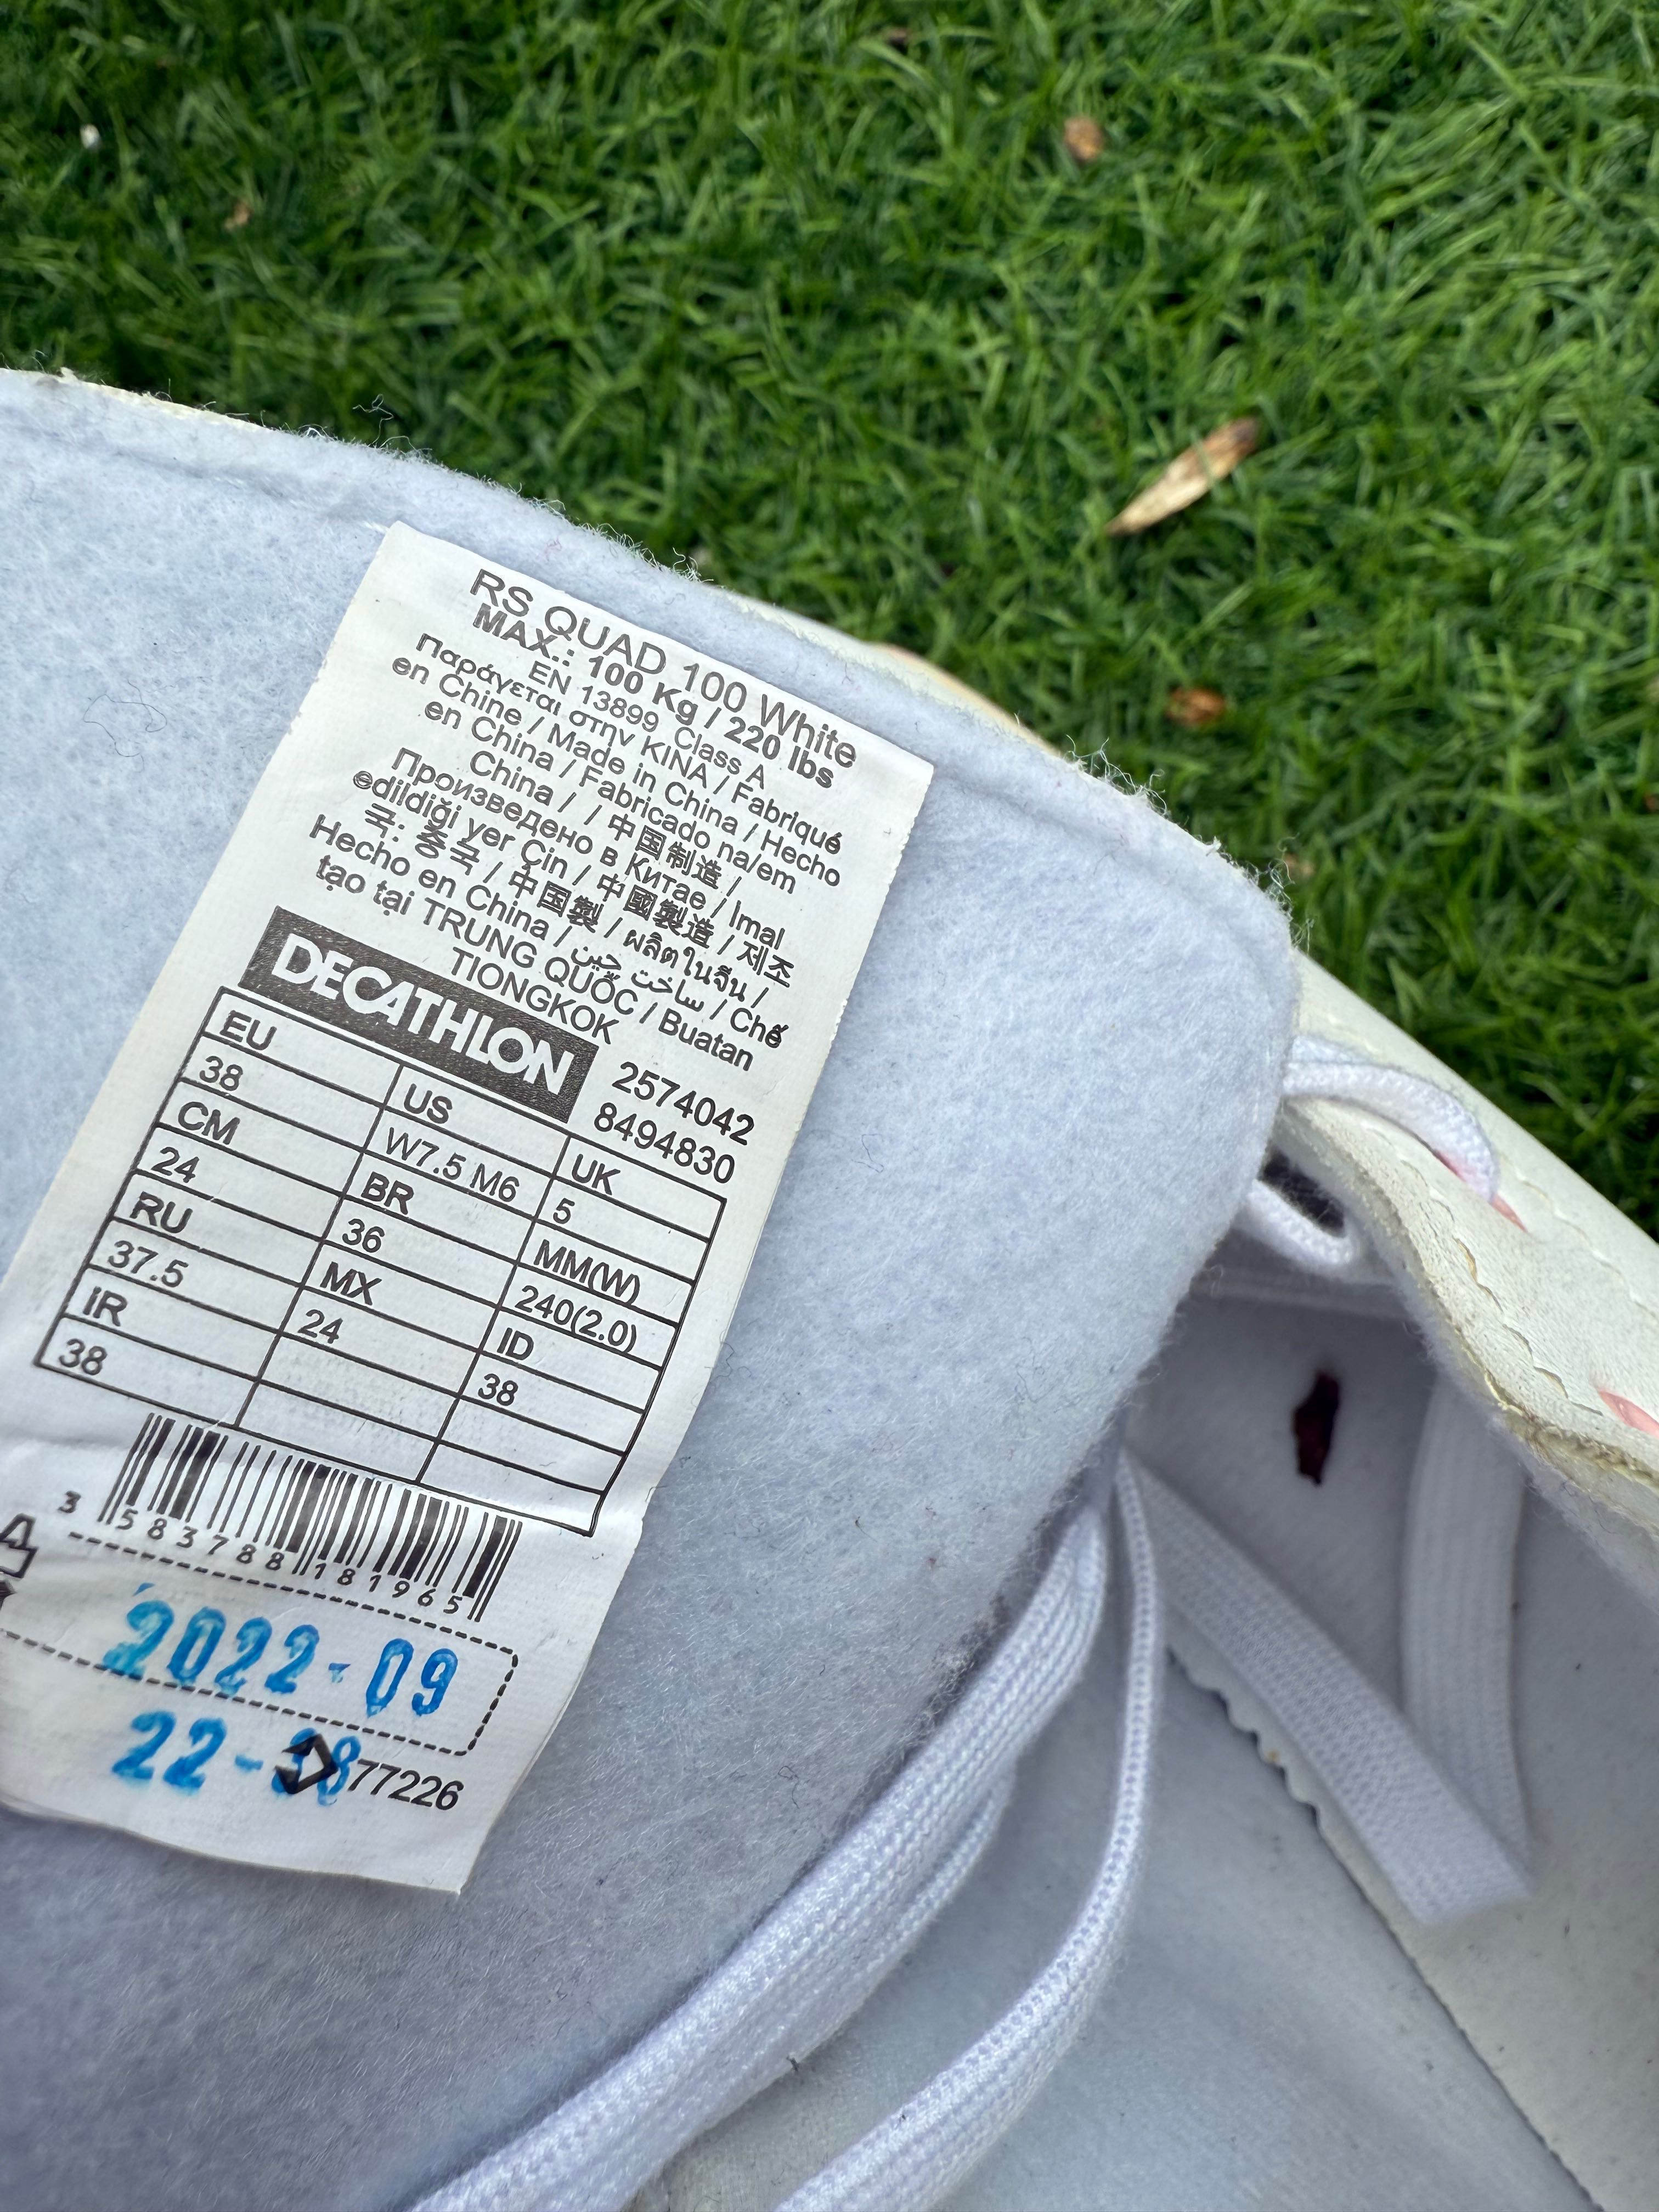 RS QUAD 100 White
MAX.: 100 Kg / 220 lbs
EN 13899 Class A
Παράγεται στην ΚΙΝΑ / Fabriqué
en Chine / Made in China / Hecho
en China / Fabricado na/em
China / / 中国制造 /
Произведено в Китае / Imal
edildiği yer Çin / 中國製造 / 제조
국: 중국 / 中国製 / ผลิตในจีน /
Hecho en China / ساخت چین / Chế
tạo tại TRUNG QUỐC / Buatan
TIONGKOK
DECATHLON
2574042
8494830
EU US UK
38 W7.5 M6 5
CM BR MM(W)
24 36 240(2.0)
RU MX ID
37.5 24 38
IR
38
3 583788 181965
2022-09
22-38 77226